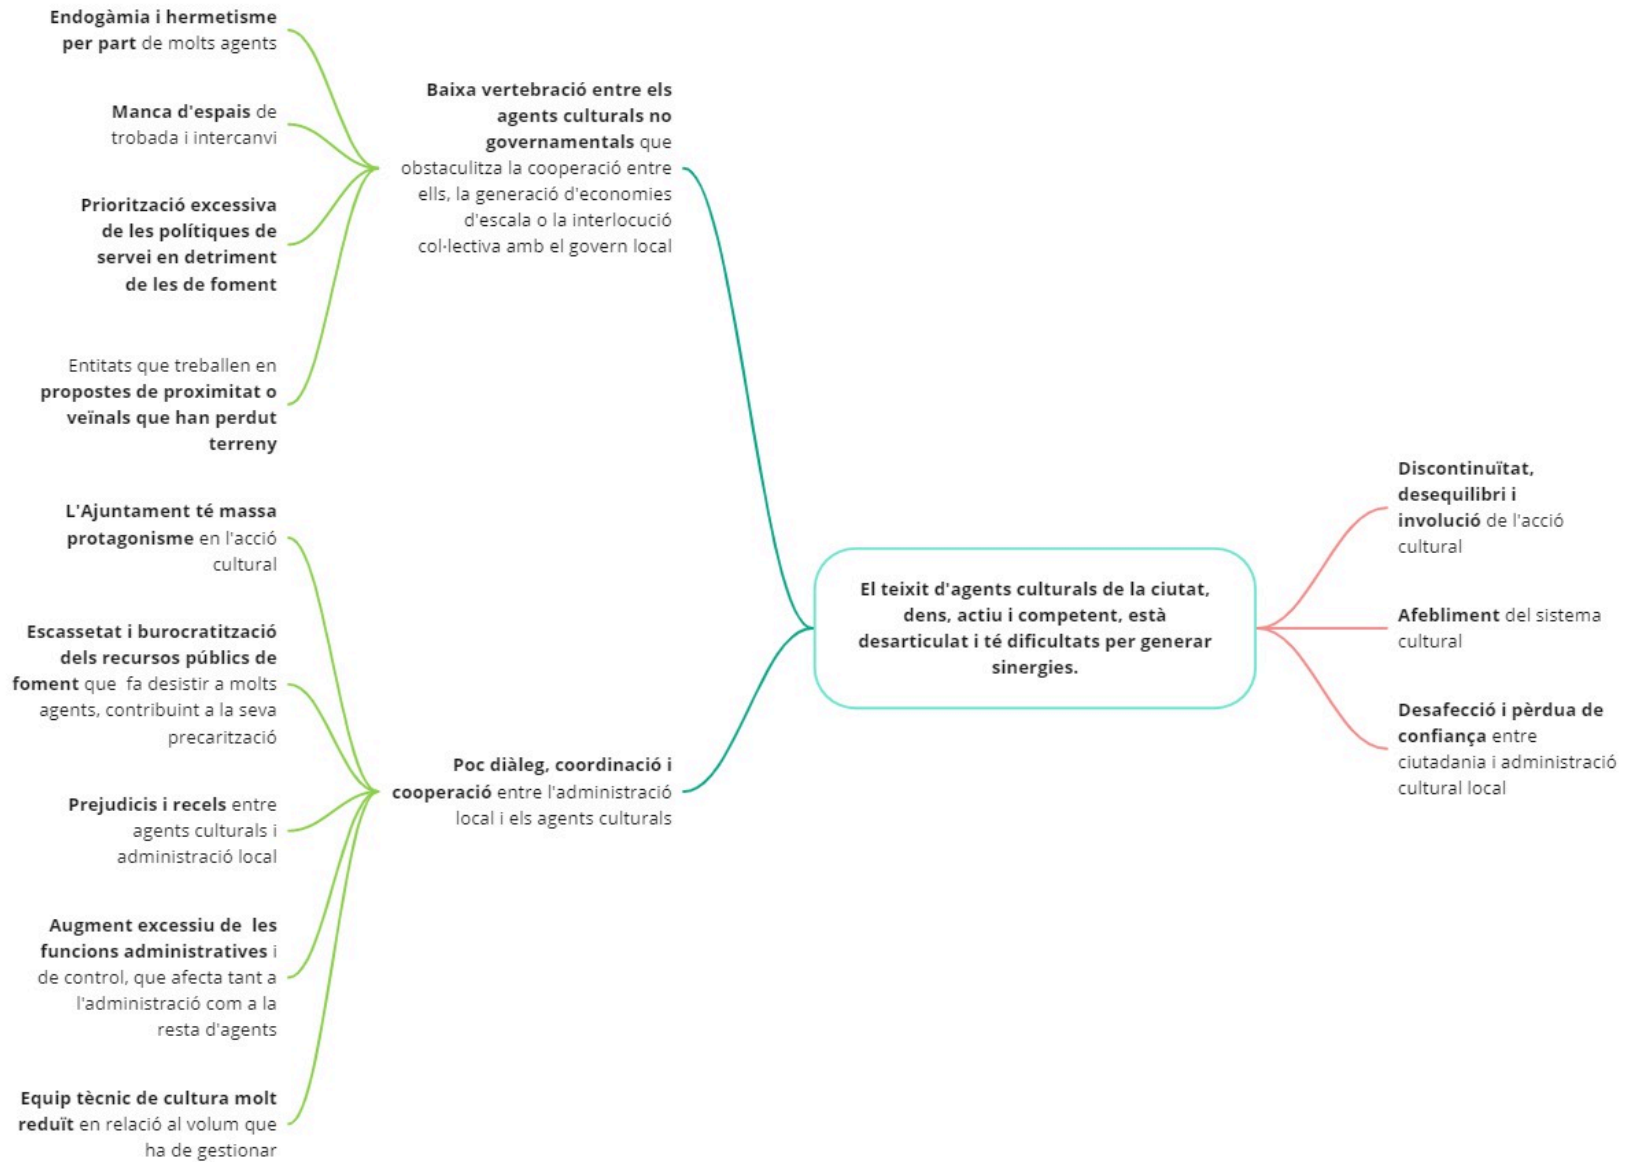 Endogàmia i hermetisme
per part de molts agents
Manca d'espais de
trobada i intercanvi
Priorització excessiva
de les polítiques de
servei en detriment
de les de foment
Entitats que treballen en
propostes de proximitat o
veïnals que han perdut
terreny
Baixa vertebració entre els
agents culturals no
governamentals que
obstaculitza la cooperació entre
ells, la generació d'economies
d'escala o la interlocució
col·lectiva amb el govern local
L'Ajuntament té massa
protagonisme en l'acció
cultural
Escassetat i burocratització
dels recursos públics de
foment que  fa desistir a molts
agents, contribuint a la seva
precarització
Prejudicis i recels entre
agents culturals i
administració local
Augment excessiu de  les
funcions administratives i
de control, que afecta tant a
l'administració com a la
resta d'agents
Equip tècnic de cultura molt
reduït en relació al volum que
ha de gestionar
Poc diàleg, coordinació i
cooperació entre l'administració
local i els agents culturals
El teixit d'agents culturals de la ciutat,
dens, actiu i competent, està
desarticulat i té dificultats per generar
sinergies.
Discontinuïtat,
desequilibri i
involució de l'acció
cultural
Afebliment del sistema
cultural
Desafecció i pèrdua de
confiança entre
ciutadania i administració
cultural local